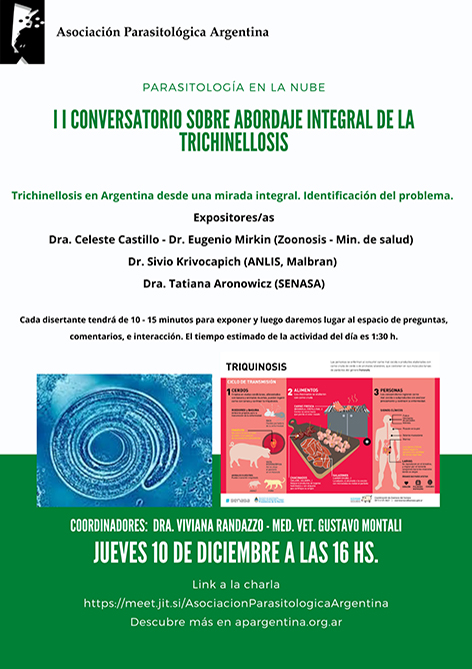 Asociación Parasitológica Argentina
PARASITOLOGÍA EN LA NUBE
I I CONVERSATORIO SOBRE ABORDAJE INTEGRAL DE LA
TRICHINELLOSIS
Trichinellosis en Argentina desde una mirada integral. Identificación del problema.
Expositores/as
Dra. Celeste Castillo - Dr. Eugenio Mirkin (Zoonosis - Min. de salud)
Dr. Sivio Krivocapich (ANLIS, Malbran)
Dra. Tatiana Aronowicz (SENASA)
Cada disertante tendrá de 10 - 15 minutos para exponer y luego daremos lugar al espacio de preguntas,
comentarios, e interacción. El tiempo estimado de la actividad del día es 1:30 h.
TRIQUINOSIS
CICLO DE TRANSMISIÓN
1 CERDOS
2 ALIMENTOS
3 PERSONAS
senasa
COORDINADORES: DRA. VIVIANA RANDAZZO - MED. VET. GUSTAVO MONTALI
JUEVES 10 DE DICIEMBRE A LAS 16 HS.
Link a la charla
https://meet.jit.si/AsociacionParasitologicaArgentina
Descubre más en apargentina.org.ar